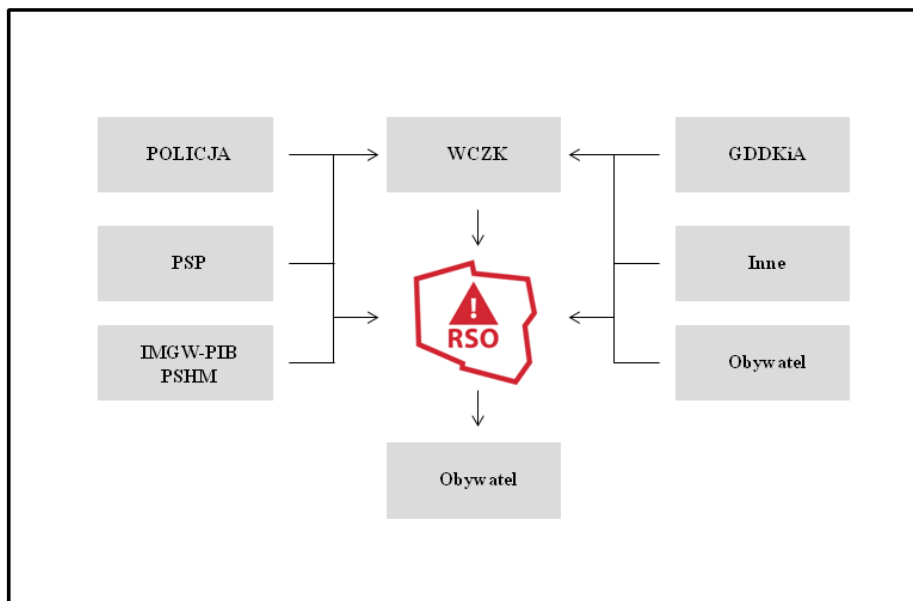 POLICJA
WCZK
GDDKiA
PSP
Inne
!
RSO
IMGW-PIB
PSHM
Obywatel
Obywatel